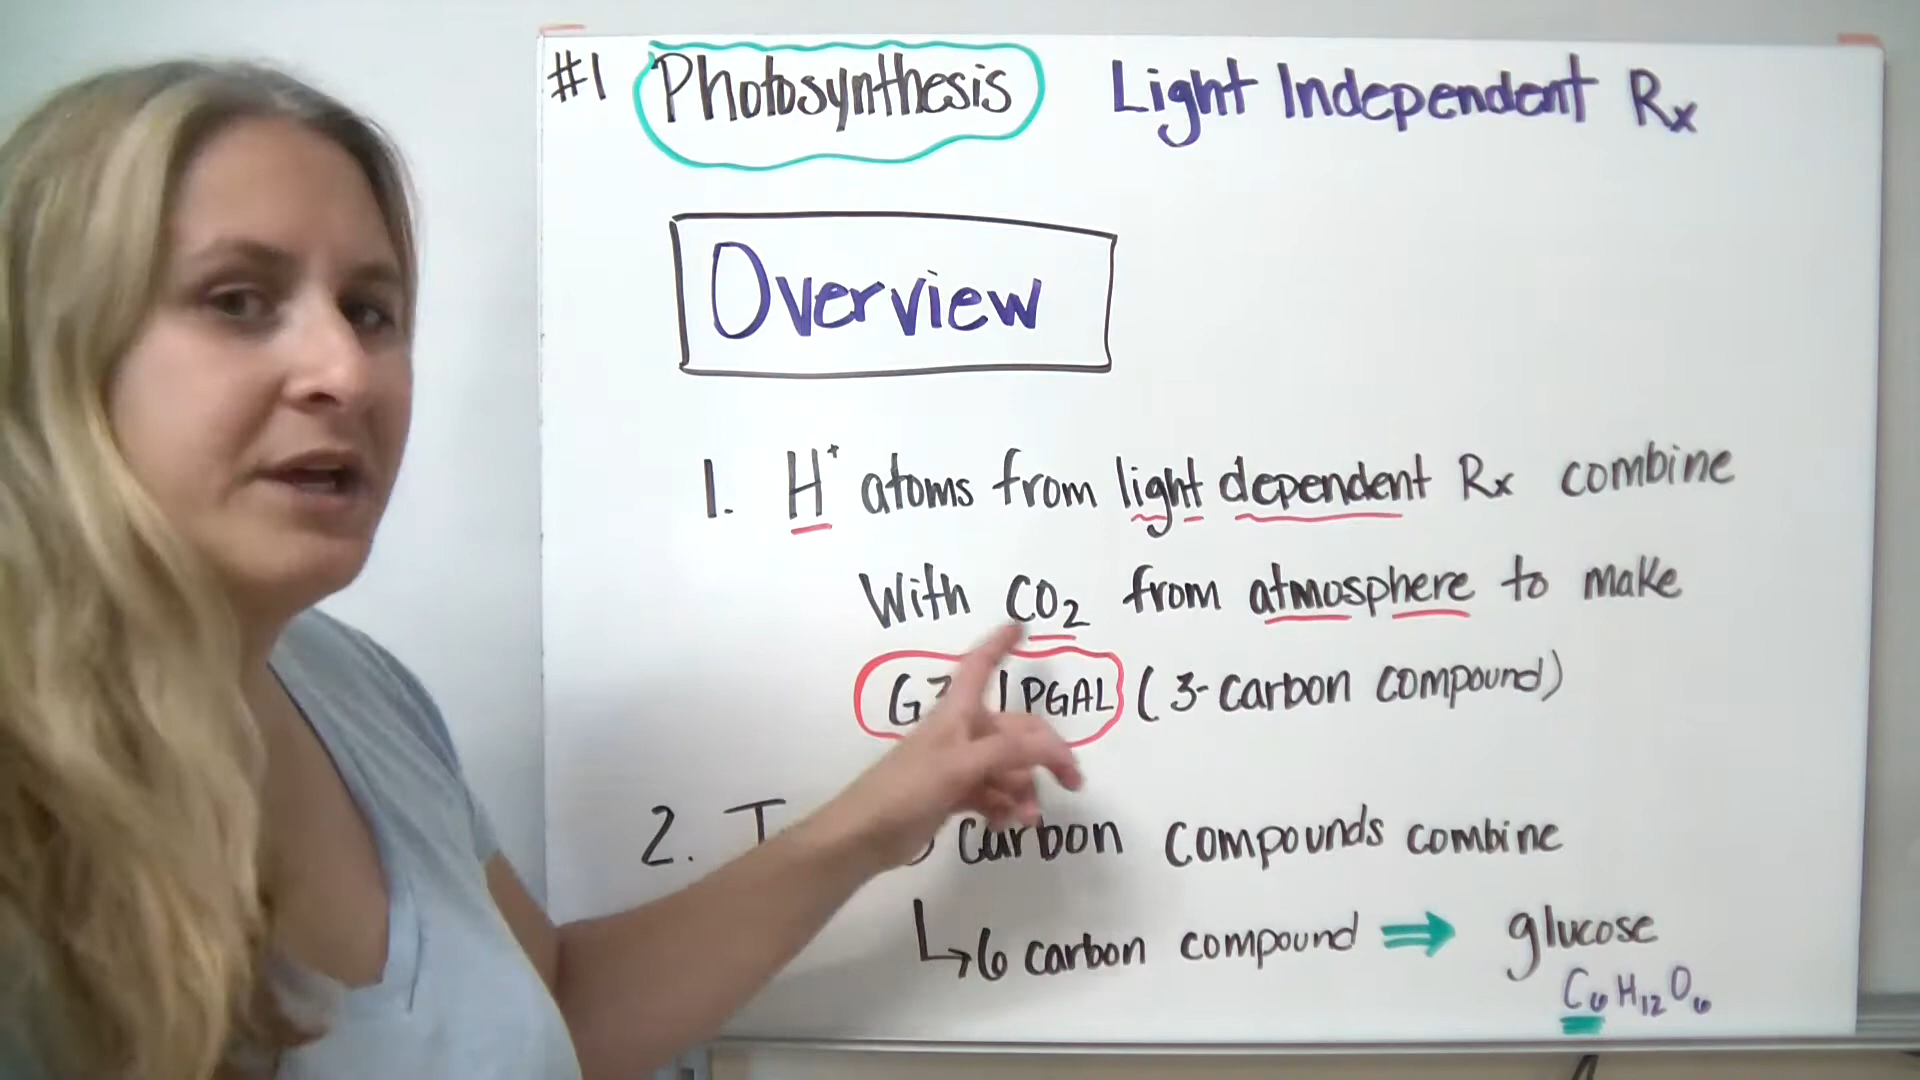 #1 Photosynthesis Light Independent Rx
Overview
1. H⁺ atoms from light dependent Rx combine
With CO₂ from atmosphere to make
PGAL (3-carbon compound)
2. carbon compounds combine
↳ 6 carbon compound ⇒ glucose
C₆H₁₂O₆